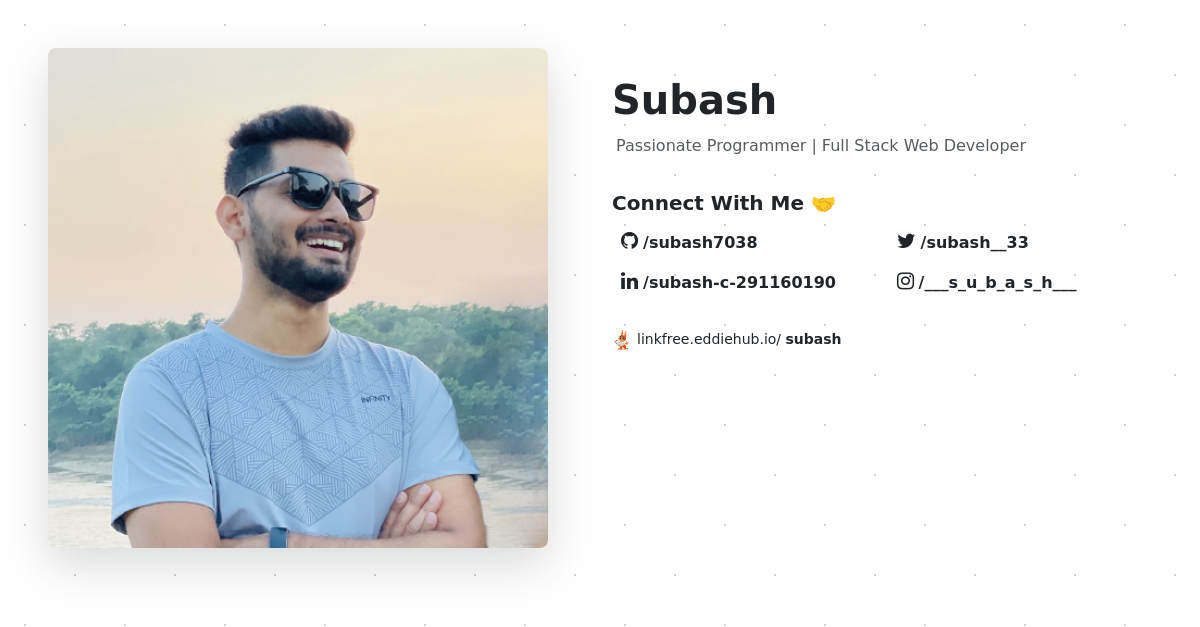 Subash
Passionate Programmer | Full Stack Web Developer
Connect With Me 🤝
/subash7038
/subash__33
/subash-c-291160190
/___s_u_b_a_s_h___
linkfree.eddiehub.io/ subash
INFINITY